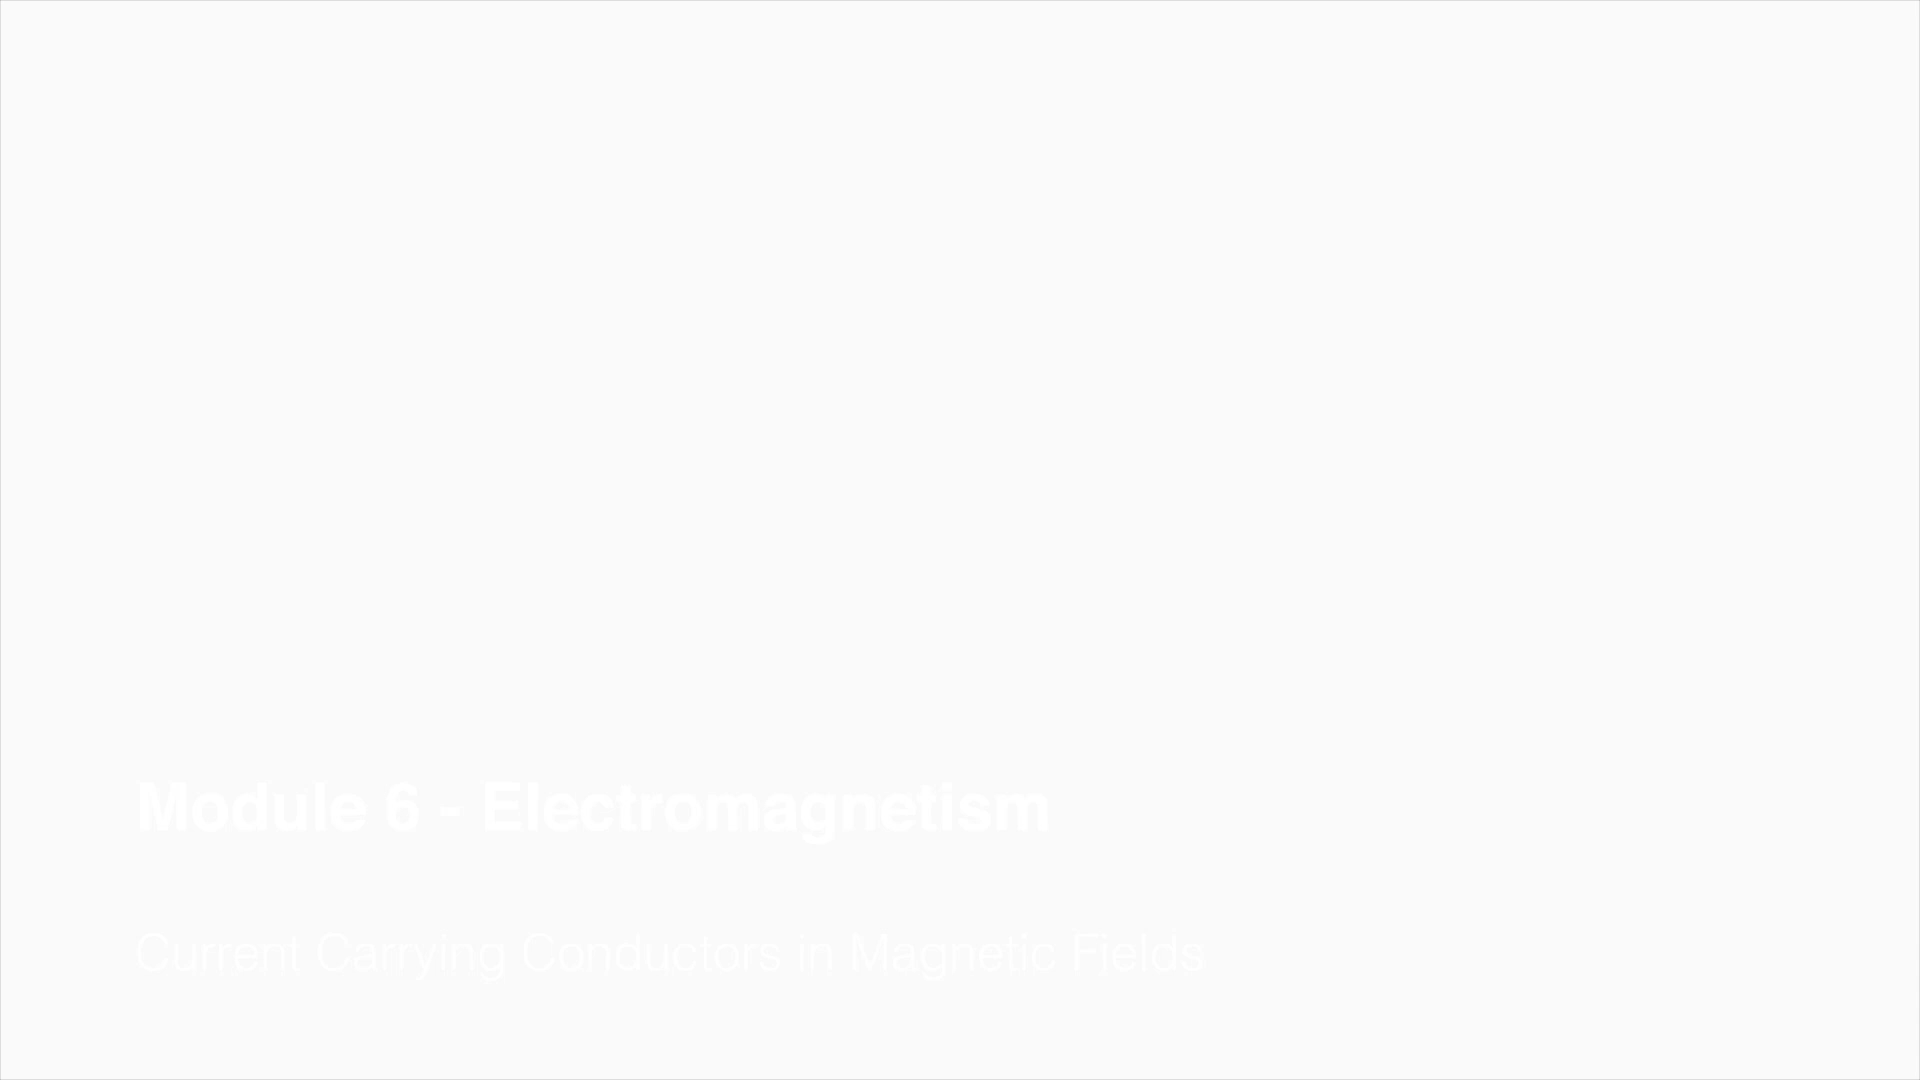 Module 6 - Electromagnetism
Current Carrying Conductors in Magnetic Fields